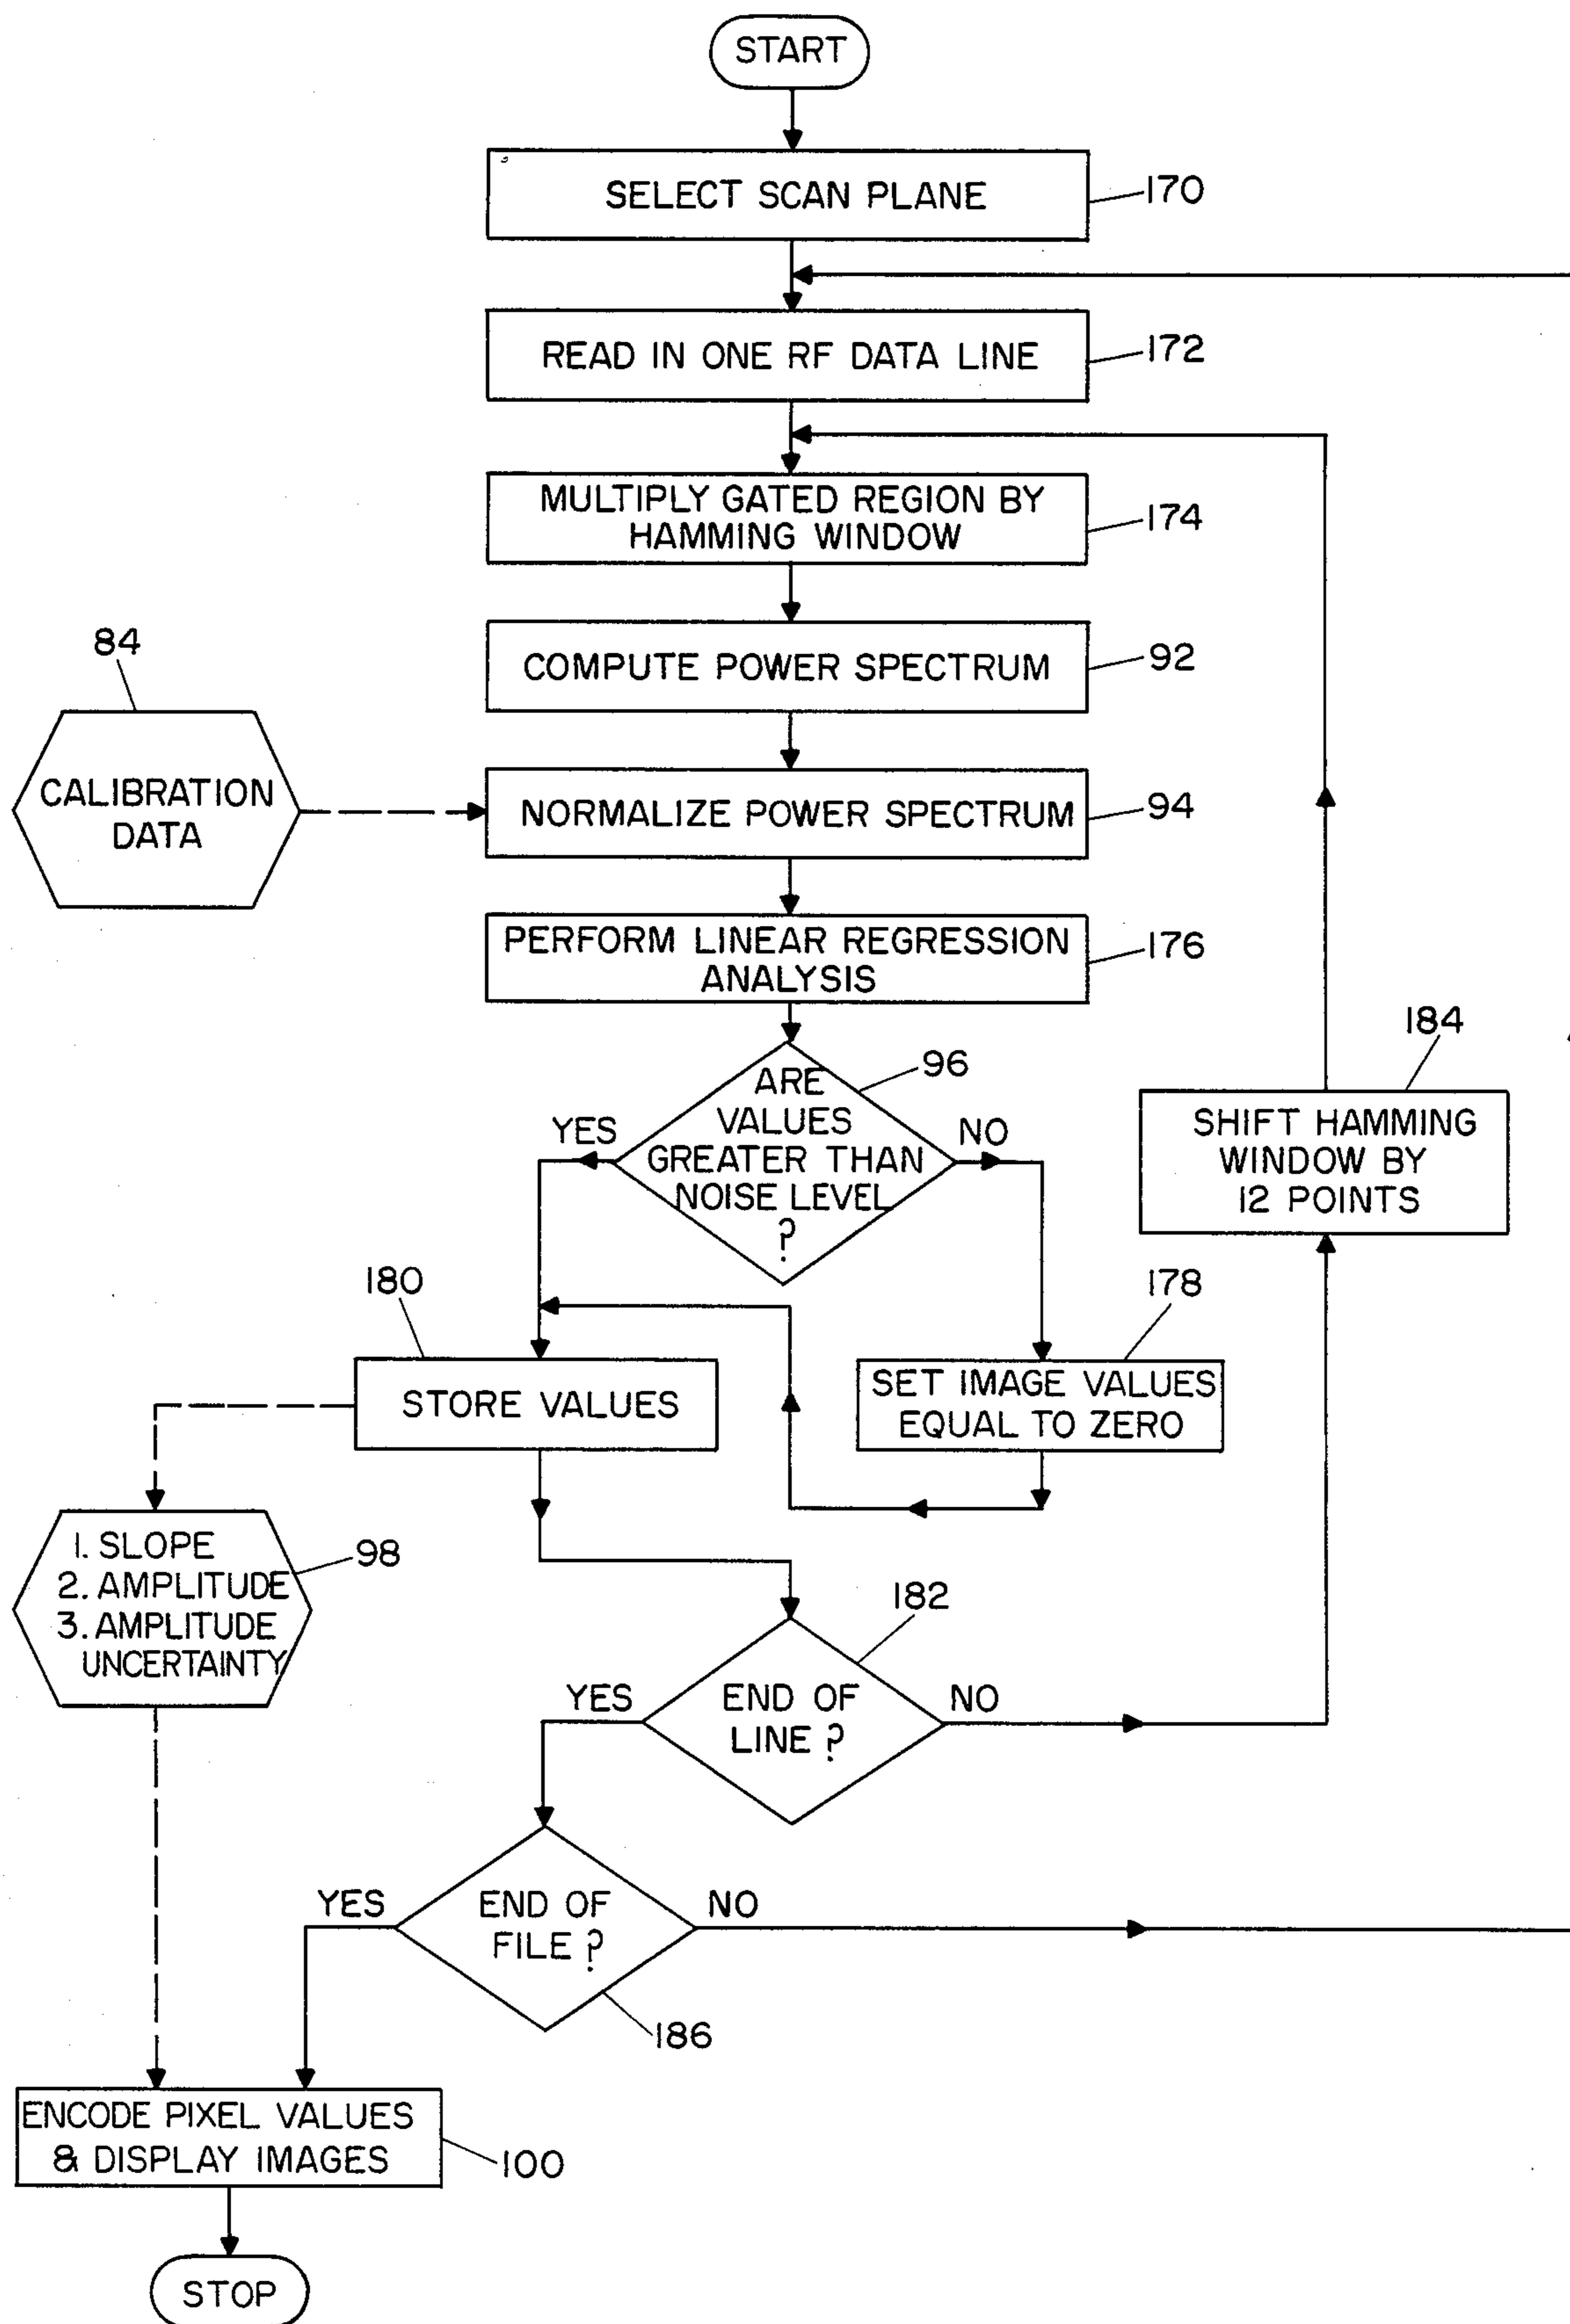 START
SELECT SCAN PLANE
170
READ IN ONE RF DATA LINE
172
MULTIPLY GATED REGION BY
HAMMING WINDOW
174
COMPUTE POWER SPECTRUM
92
84
CALIBRATION
DATA
NORMALIZE POWER SPECTRUM
94
PERFORM LINEAR REGRESSION
ANALYSIS
176
ARE
VALUES
GREATER THAN
NOISE LEVEL
?
96
YES
NO
184
SHIFT HAMMING
WINDOW BY
12 POINTS
180
STORE VALUES
178
SET IMAGE VALUES
EQUAL TO ZERO
1. SLOPE
2. AMPLITUDE
3. AMPLITUDE
UNCERTAINTY
98
182
YES
END OF
LINE ?
NO
YES
END OF
FILE ?
NO
186
ENCODE PIXEL VALUES
& DISPLAY IMAGES
100
STOP